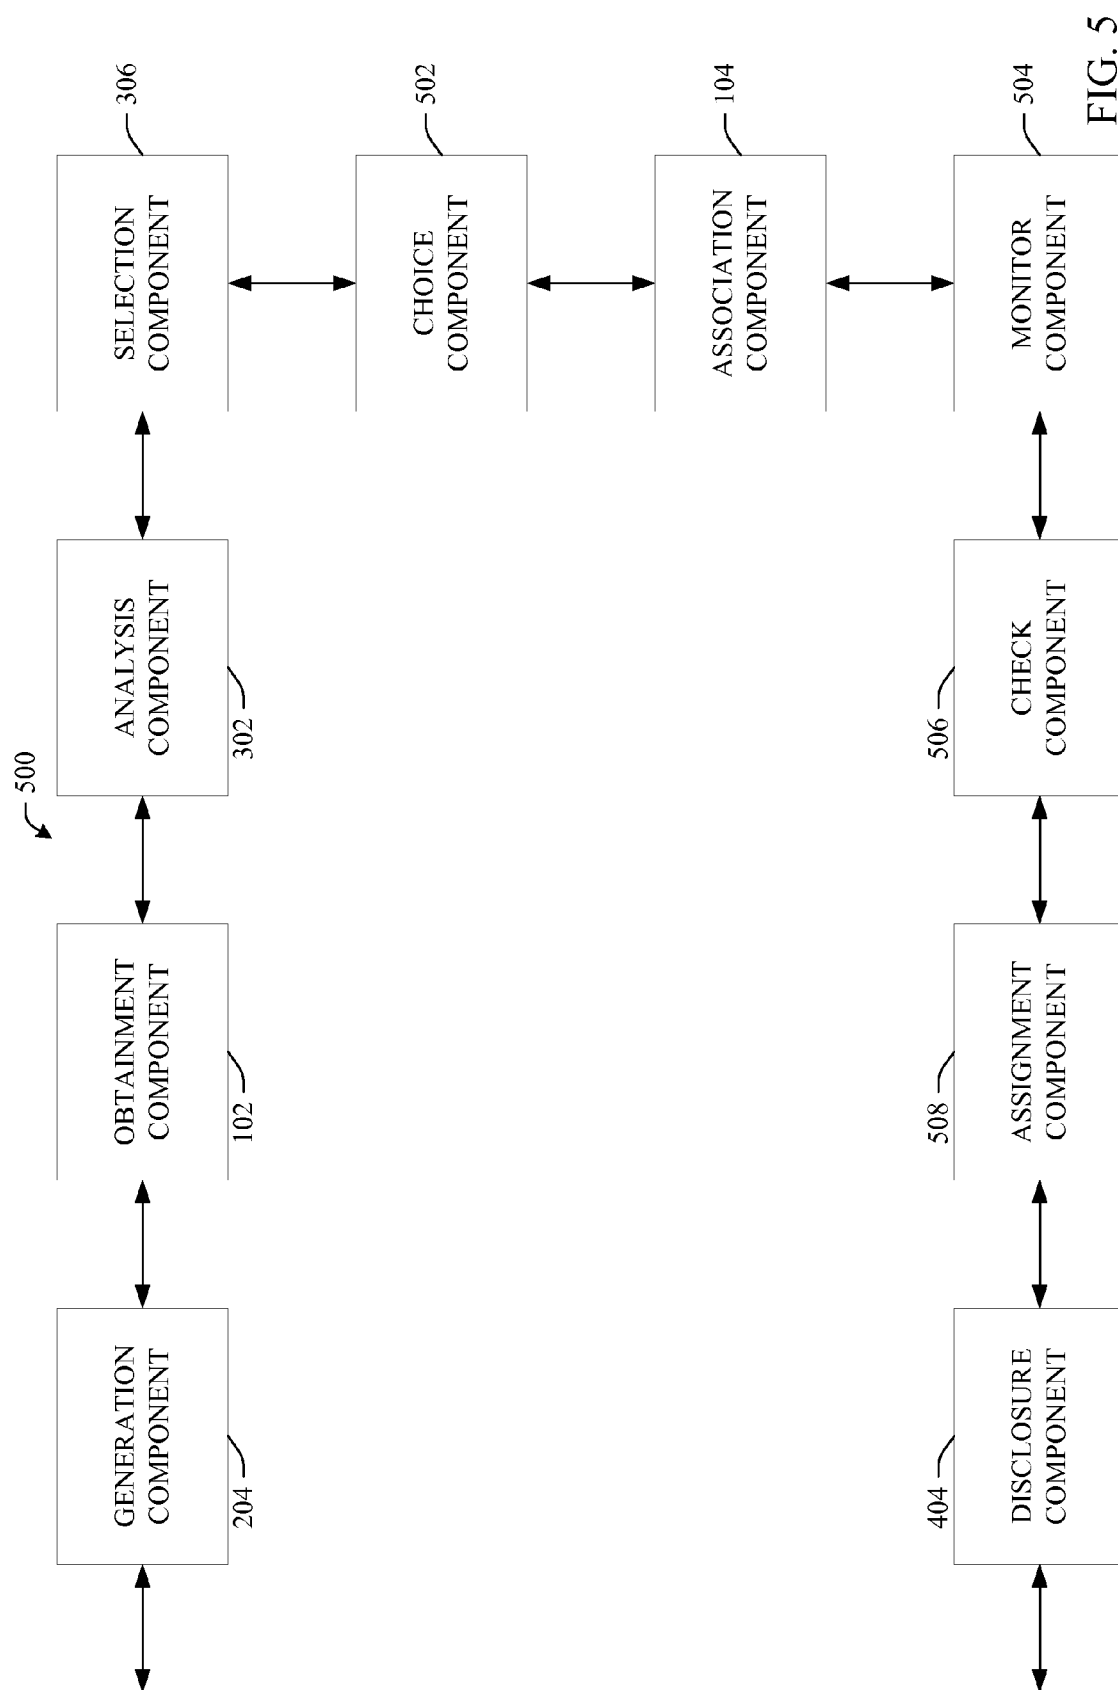 500
GENERATION
COMPONENT
204
OBTAINMENT
COMPONENT
102
ANALYSIS
COMPONENT
302
SELECTION
COMPONENT
306
CHOICE
COMPONENT
502
ASSOCIATION
COMPONENT
104
404
DISCLOSURE
COMPONENT
508
ASSIGNMENT
COMPONENT
506
CHECK
COMPONENT
MONITOR
COMPONENT
504
FIG. 5